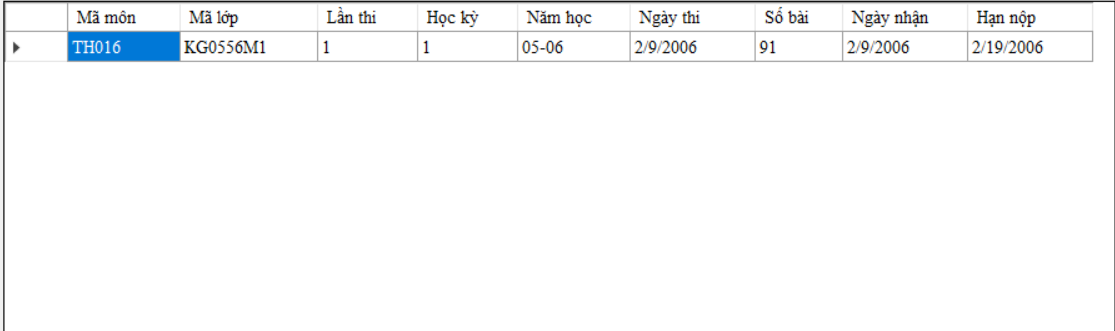 Mã môn Mã lớp Lần thi Học kỳ Năm học Ngày thi Số bài Ngày nhận Hạn nộp
TH016 KG0556M1 1 1 05-06 2/9/2006 91 2/9/2006 2/19/2006